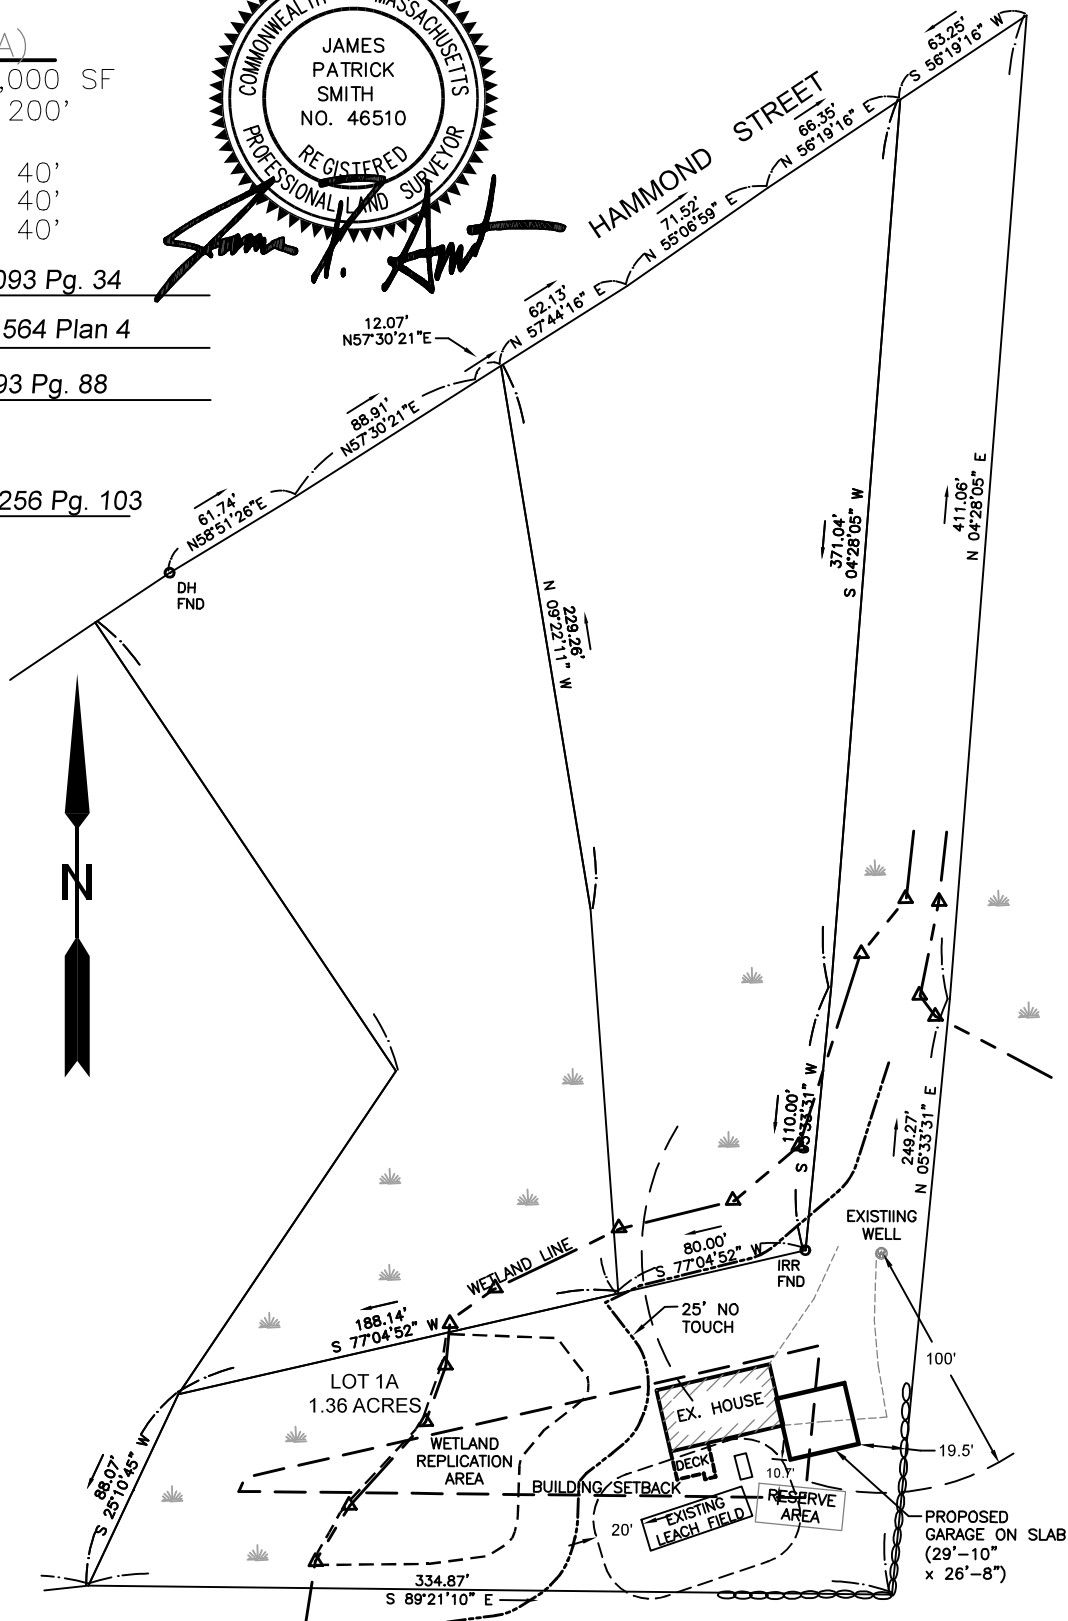 A)
,000 SF
200'
40'
40'
40'
093 Pg. 34
564 Plan 4
93 Pg. 88
256 Pg. 103
COMMONWEALTH MASSACHUSETTS
JAMES
PATRICK
SMITH
NO. 46510
REGISTERED
PROFESSIONAL LAND SURVEYOR
HAMMOND STREET
63.25'
S 56°19'16" W
66.35'
N 56°19'16" E
71.52'
N 55°06'59" E
62.13'
N 57°44'16" E
12.07'
N57°30'21"E
88.91'
N57°30'21"E
61.74'
N58°51'26"E
DH
FND
229.26'
N 09°22'11" W
371.04'
S 04°28'05" W
411.06'
N 04°28'05" E
N
110.00'
S 05°33'31" W
249.27'
N 05°33'31" E
EXISTIING
WELL
IRR
FND
80.00'
S 77°04'52" W
WETLAND LINE
188.14'
S 77°04'52" W
25' NO
TOUCH
100'
LOT 1A
1.36 ACRES
EX. HOUSE
DECK
WETLAND
REPLICATION
AREA
BUILDING SETBACK
10.7'
19.5'
88.07'
S 25°10'45" W
EXISTING
LEACH FIELD
RESERVE
AREA
20'
PROPOSED
GARAGE ON SLAB
(29'-10"
x 26'-8")
334.87'
S 89°21'10" E